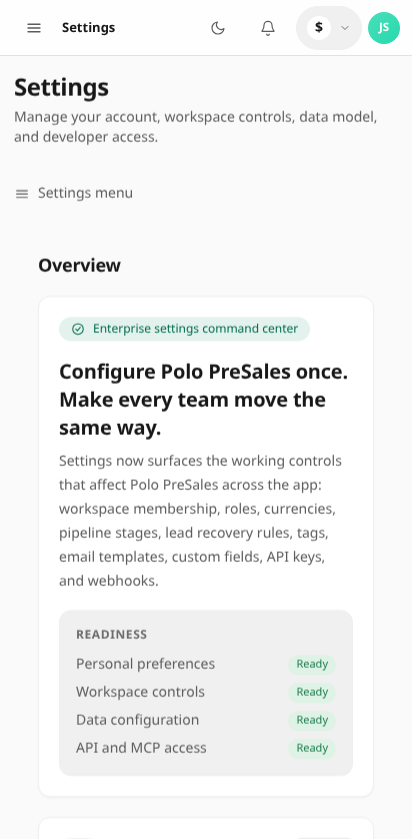 Settings
$
JS
Settings
Manage your account, workspace controls, data model,
and developer access.
Settings menu
Overview
Enterprise settings command center
Configure Polo PreSales once.
Make every team move the
same way.
Settings now surfaces the working controls
that affect Polo PreSales across the app:
workspace membership, roles, currencies,
pipeline stages, lead recovery rules, tags,
email templates, custom fields, API keys,
and webhooks.
READINESS
Personal preferences Ready
Workspace controls Ready
Data configuration Ready
API and MCP access Ready